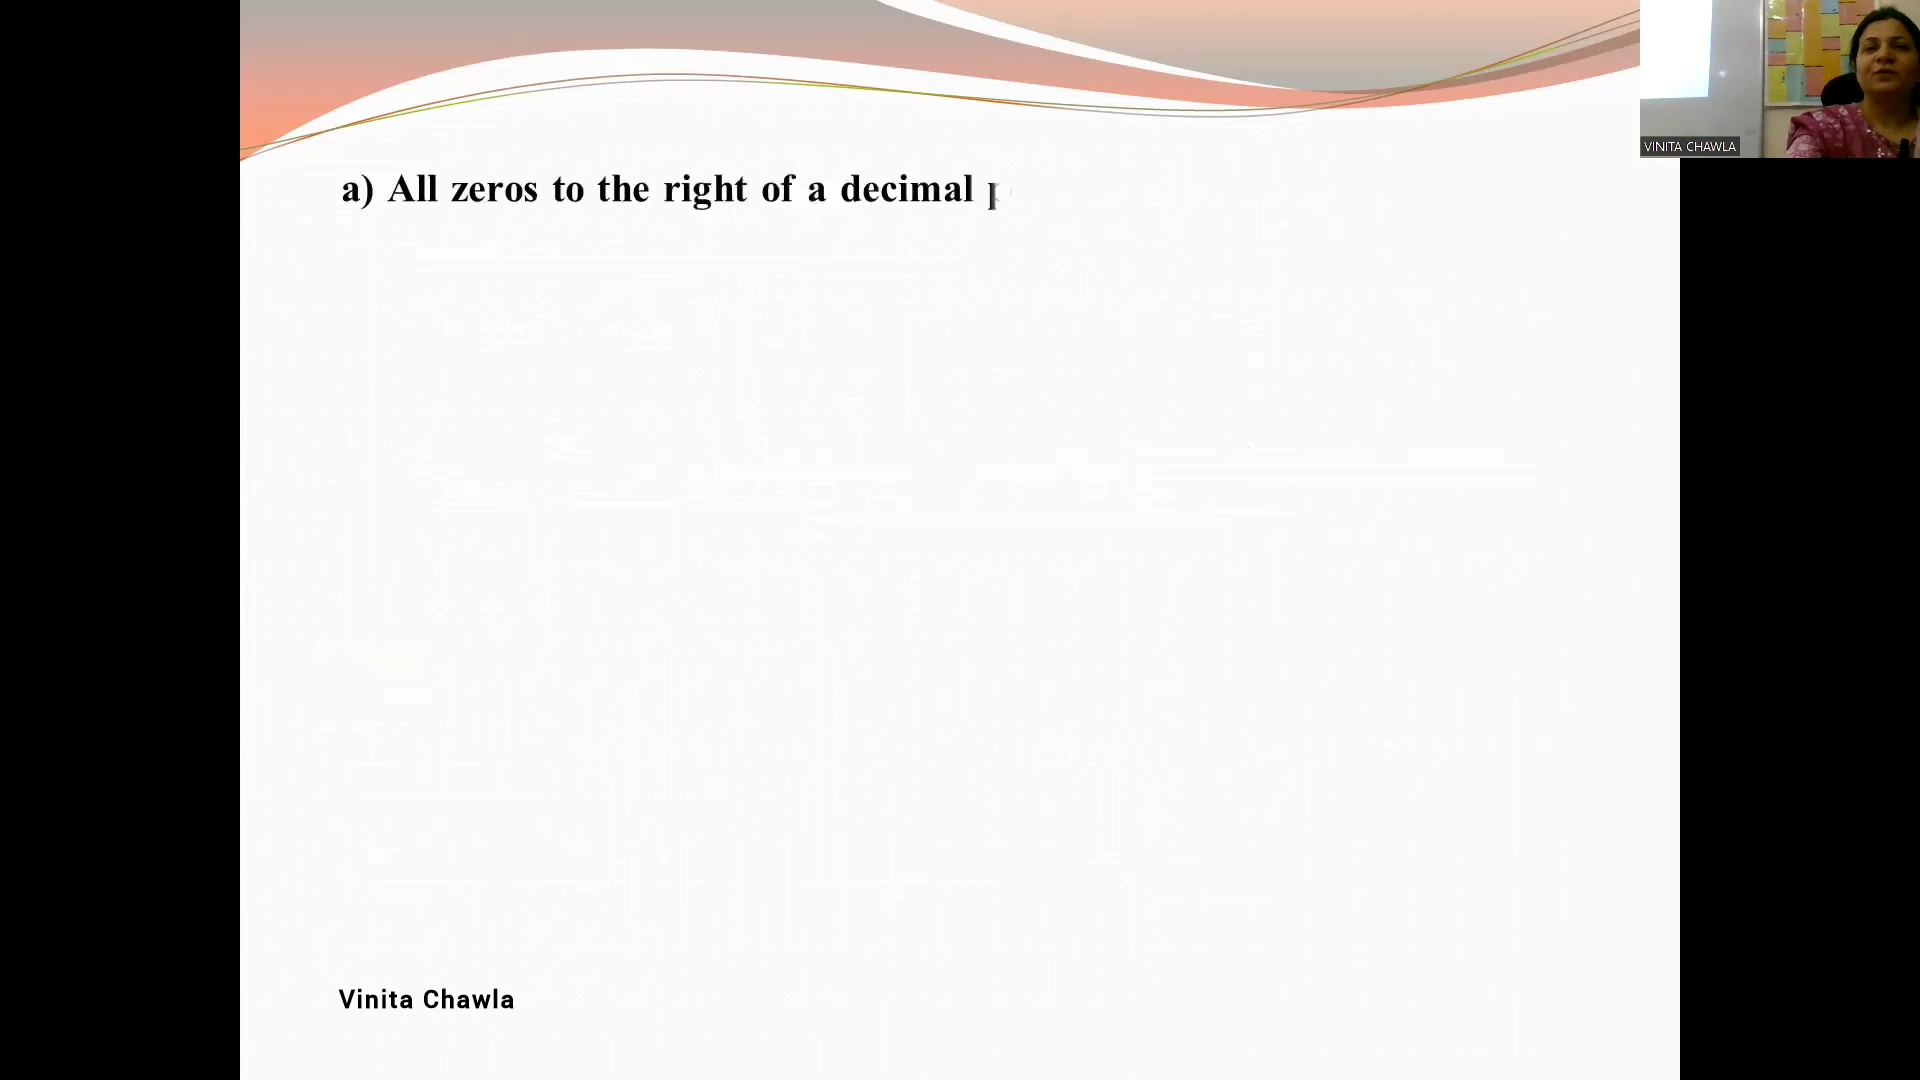 VINITA CHAWLA
a) All zeros to the right of a decimal
Vinita Chawla